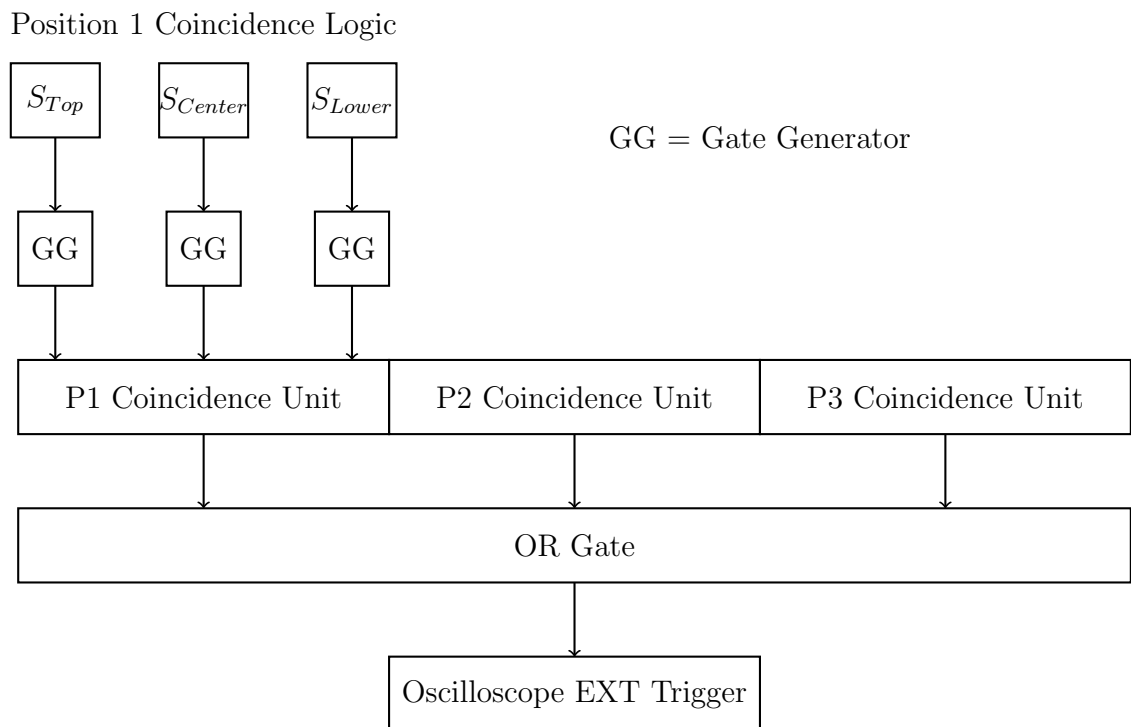 Position 1 Coincidence Logic
S_Top S_Center S_Lower
GG = Gate Generator
GG GG GG
P1 Coincidence Unit P2 Coincidence Unit P3 Coincidence Unit
OR Gate
Oscilloscope EXT Trigger